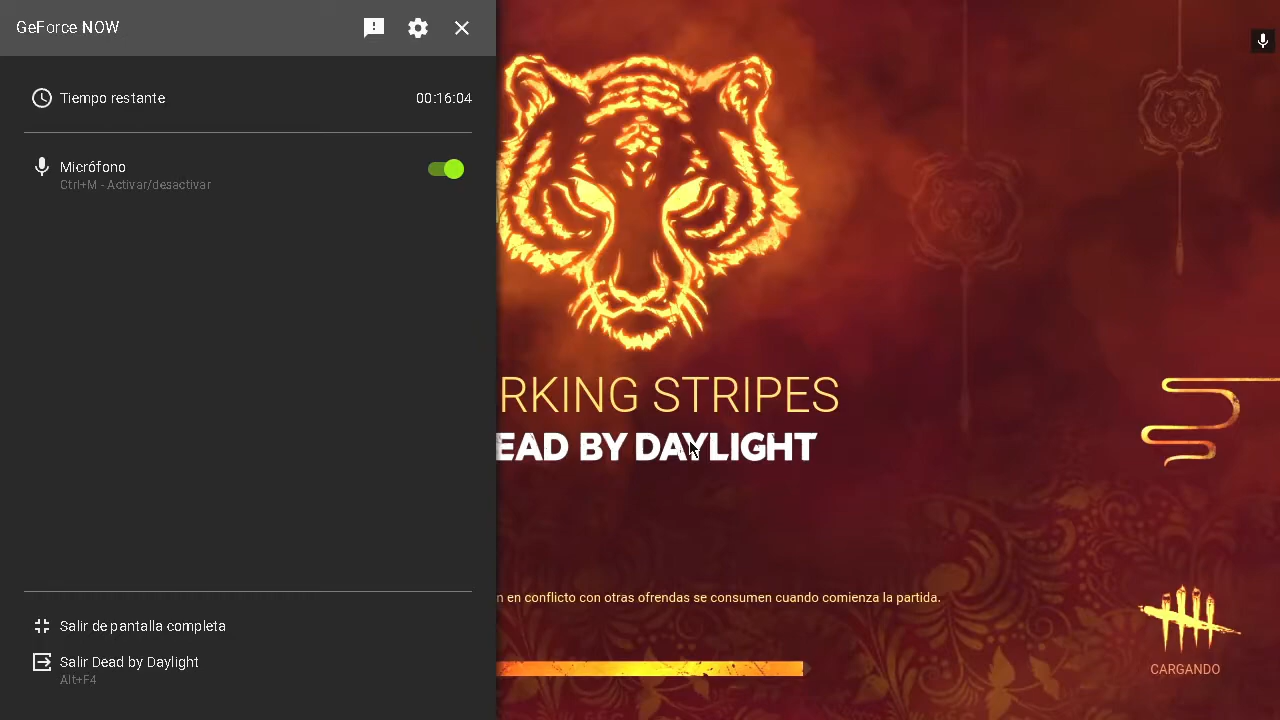 GeForce NOW
Tiempo restante 00:16:04
Micrófono
Ctrl+M - Activar/desactivar
RKING STRIPES
EAD BY DAYLIGHT
n en conflicto con otras ofrendas se consumen cuando comienza la partida.
Salir de pantalla completa
Salir Dead by Daylight
Alt+F4
CARGANDO